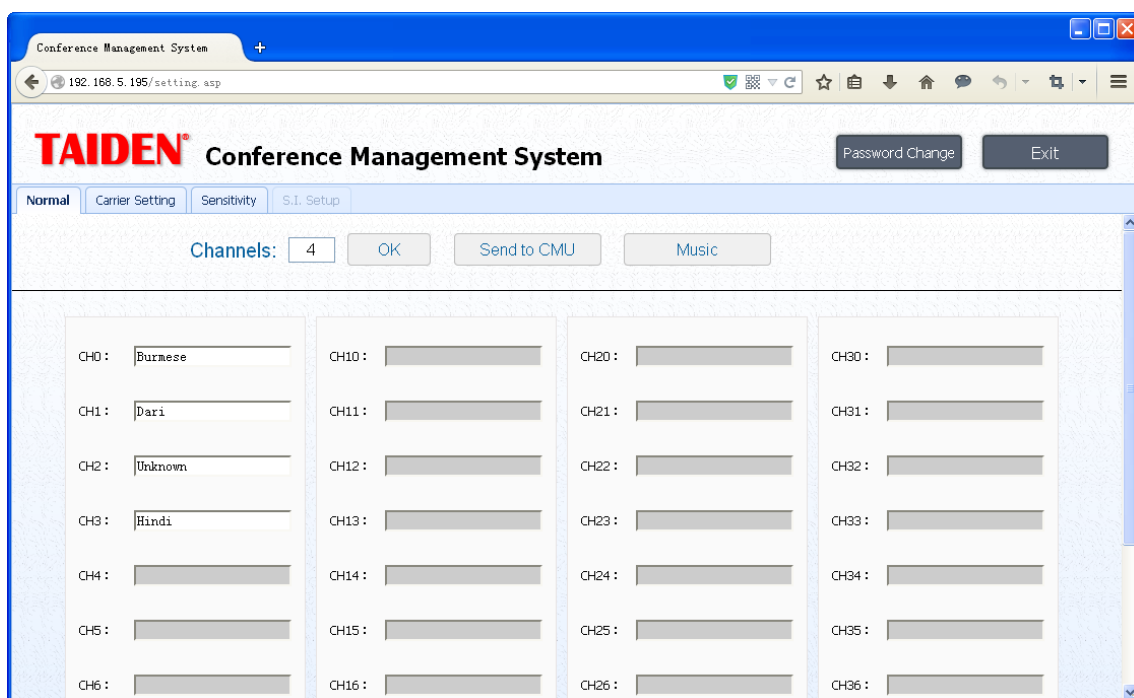 Conference Management System
192.168.5.195/setting.asp
TAIDEN® Conference Management System
Password Change
Exit
Normal
Carrier Setting
Sensitivity
S.I. Setup
Channels: 4
OK
Send to CMU
Music
CH0: Burmese
CH10:
CH20:
CH30:
CH1: Dari
CH11:
CH21:
CH31:
CH2: Unknown
CH12:
CH22:
CH32:
CH3: Hindi
CH13:
CH23:
CH33:
CH4:
CH14:
CH24:
CH34:
CH5:
CH15:
CH25:
CH35:
CH6:
CH16:
CH26:
CH36: